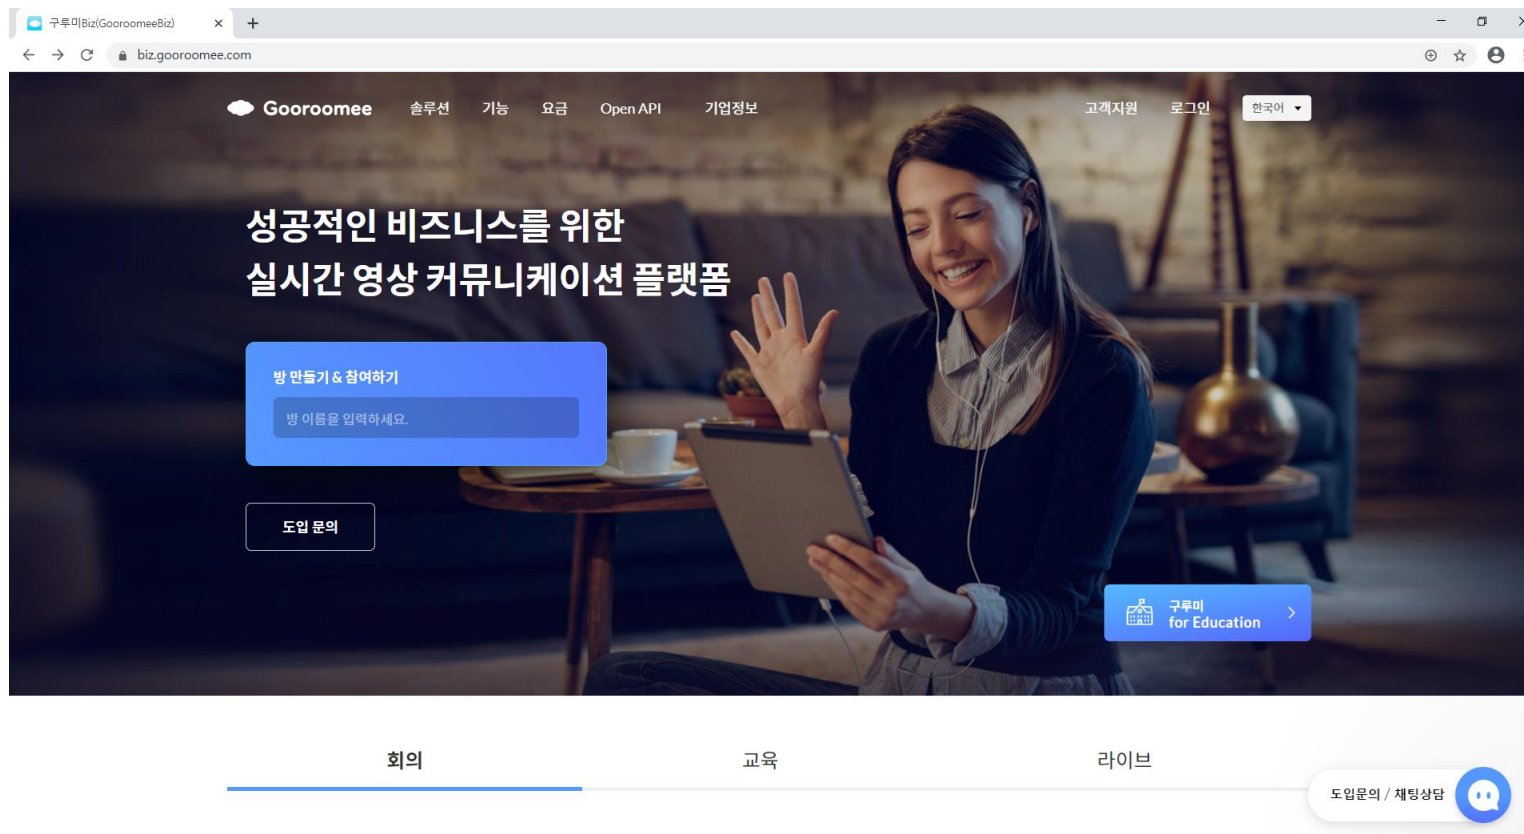 구루미Biz(GooroomeeBiz)
biz.gooroomee.com
Gooroomee 솔루션 기능 요금 Open API 기업정보 고객지원 로그인 한국어
성공적인 비즈니스를 위한
실시간 영상 커뮤니케이션 플랫폼
방 만들기 & 참여하기
방 이름을 입력하세요.
도입 문의
구루미
for Education
회의 교육 라이브
도입문의 / 채팅상담